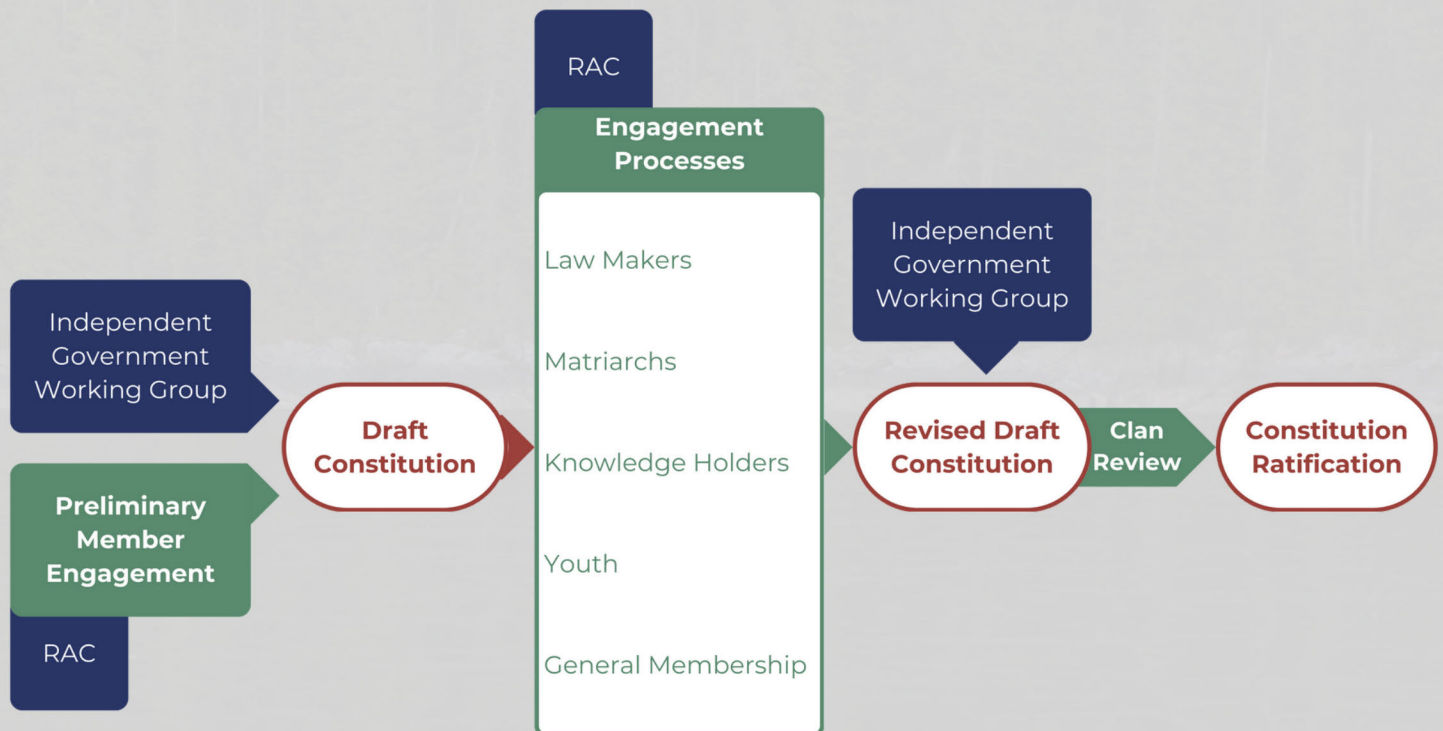 RAC
Engagement
Processes
Law Makers
Matriarchs
Knowledge Holders
Youth
General Membership
Independent
Government
Working Group
Preliminary
Member
Engagement
RAC
Draft
Constitution
Independent
Government
Working Group
Revised Draft
Constitution
Clan
Review
Constitution
Ratification